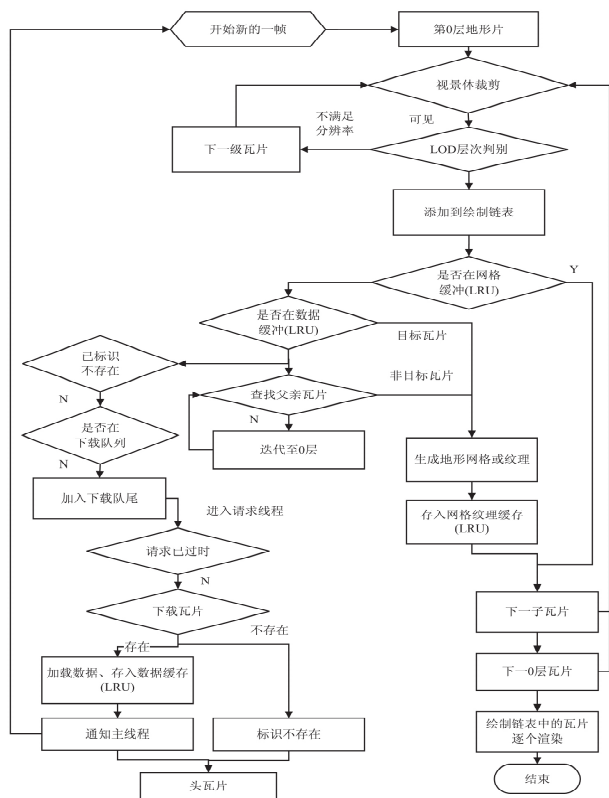 开始新的一帧
第0层地形片
视景体裁剪
不满足
分辨率
可见
下一级瓦片
LOD层次判别
添加到绘制链表
是否在网格
缓冲(LRU)
Y
是否在数据
缓冲(LRU)
目标瓦片
已标识
不存在
查找父亲瓦片
非目标瓦片
N
N
是否在
下载队列
迭代至0层
生成地形网格或纹理
N
加入下载队尾
进入请求线程
存入网格纹理缓存
(LRU)
请求已过时
N
下载瓦片
下一子瓦片
不存在
存在
加载数据、存入数据缓存
(LRU)
下一0层瓦片
通知主线程
标识不存在
绘制链表中的瓦片
逐个渲染
头瓦片
结束